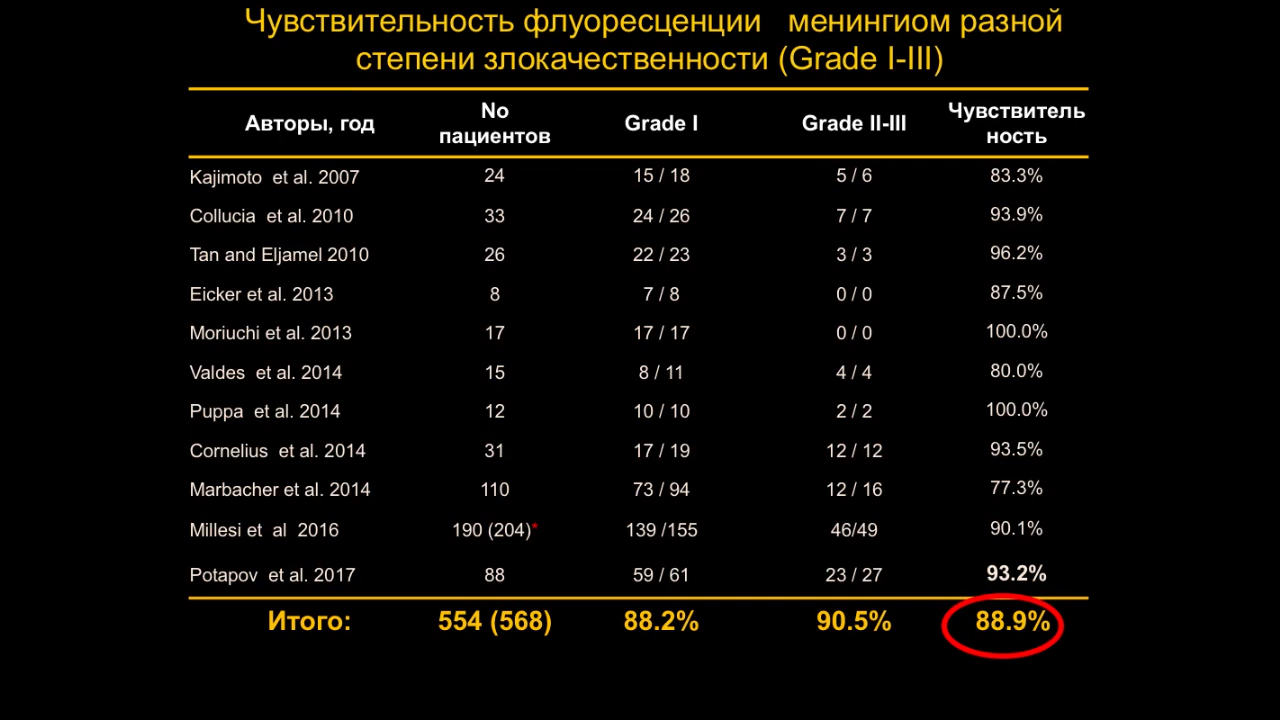 Чувствительность флуоресценции менингиом разной
степени злокачественности (Grade I-III)
Авторы, год No пациентов Grade I Grade II-III Чувствитель ность
Kajimoto et al. 2007 24 15 / 18 5 / 6 83.3%
Collucia et al. 2010 33 24 / 26 7 / 7 93.9%
Tan and Eljamel 2010 26 22 / 23 3 / 3 96.2%
Eicker et al. 2013 8 7 / 8 0 / 0 87.5%
Moriuchi et al. 2013 17 17 / 17 0 / 0 100.0%
Valdes et al. 2014 15 8 / 11 4 / 4 80.0%
Puppa et al. 2014 12 10 / 10 2 / 2 100.0%
Cornelius et al. 2014 31 17 / 19 12 / 12 93.5%
Marbacher et al. 2014 110 73 / 94 12 / 16 77.3%
Millesi et al 2016 190 (204)* 139 /155 46/49 90.1%
Potapov et al. 2017 88 59 / 61 23 / 27 93.2%
Итого: 554 (568) 88.2% 90.5% 88.9%